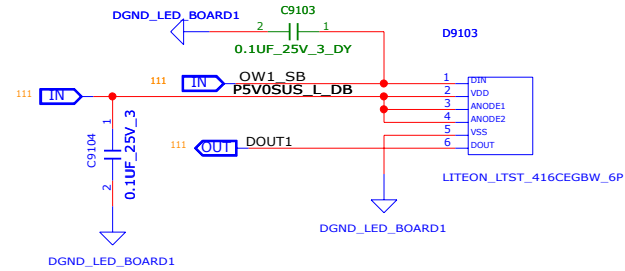 C9103
DGND_LED_BOARD1
2 1
D9103
0.1UF_25V_3_DY
111 IN OW1_SB 1 DIN
111 IN P5V0SUS_L_DB 2 VDD
3 ANODE1
4 ANODE2
5 VSS
111 OUT DOUT1 6 DOUT
1
C9104
0.1UF_25V_3
2
LITEON_LTST_416CEGBW_6P
DGND_LED_BOARD1
DGND_LED_BOARD1